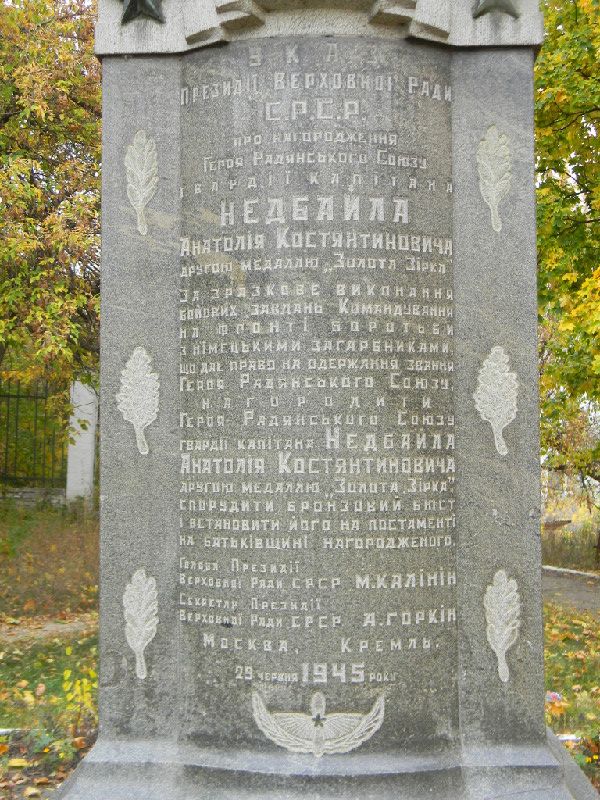 УКАЗ
Президії Верховної Ради
С.Р.С.Р.
про нагородження
Героя Радянського Союзу
гвардії капітана
НЕДБАЙЛА
Анатолія Костянтиновича
другою медаллю „Золота Зірка"
За зразкове виконання
бойових завдань Командування
на фронті боротьби
з німецькими загарбниками,
що дає право на одержання звання
Героя Радянського Союзу,
нагородити
Героя Радянського Союзу
гвардії капітана Недбайла
Анатолія Костянтиновича
другою медаллю „Золота Зірка"
спорудити бронзовий бюст
і встановити його на постаменті
на батьківщині нагородженого.
Голова Президії
Верховної Ради СРСР М.КАЛІНІН
Секретар Президії
Верховної Ради СРСР А.ГОРКІН
Москва. Кремль.
29 червня 1945 року